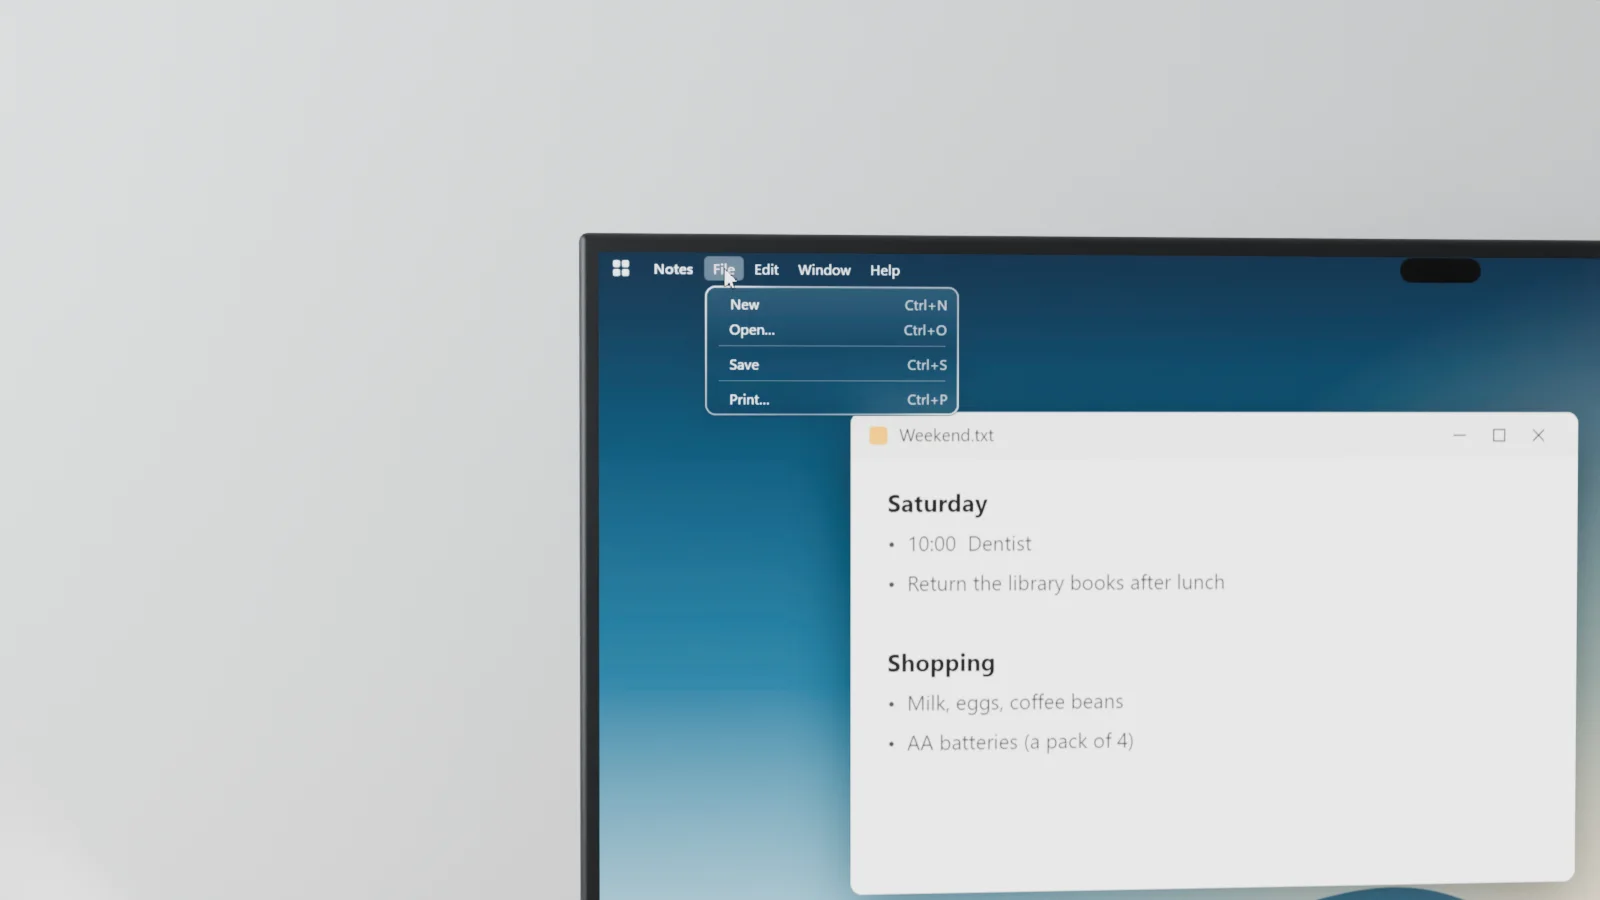 Notes File Edit Window Help
New Ctrl+N
Open... Ctrl+O
Save Ctrl+S
Print... Ctrl+P
Weekend.txt
Saturday
• 10:00 Dentist
• Return the library books after lunch
Shopping
• Milk, eggs, coffee beans
• AA batteries (a pack of 4)